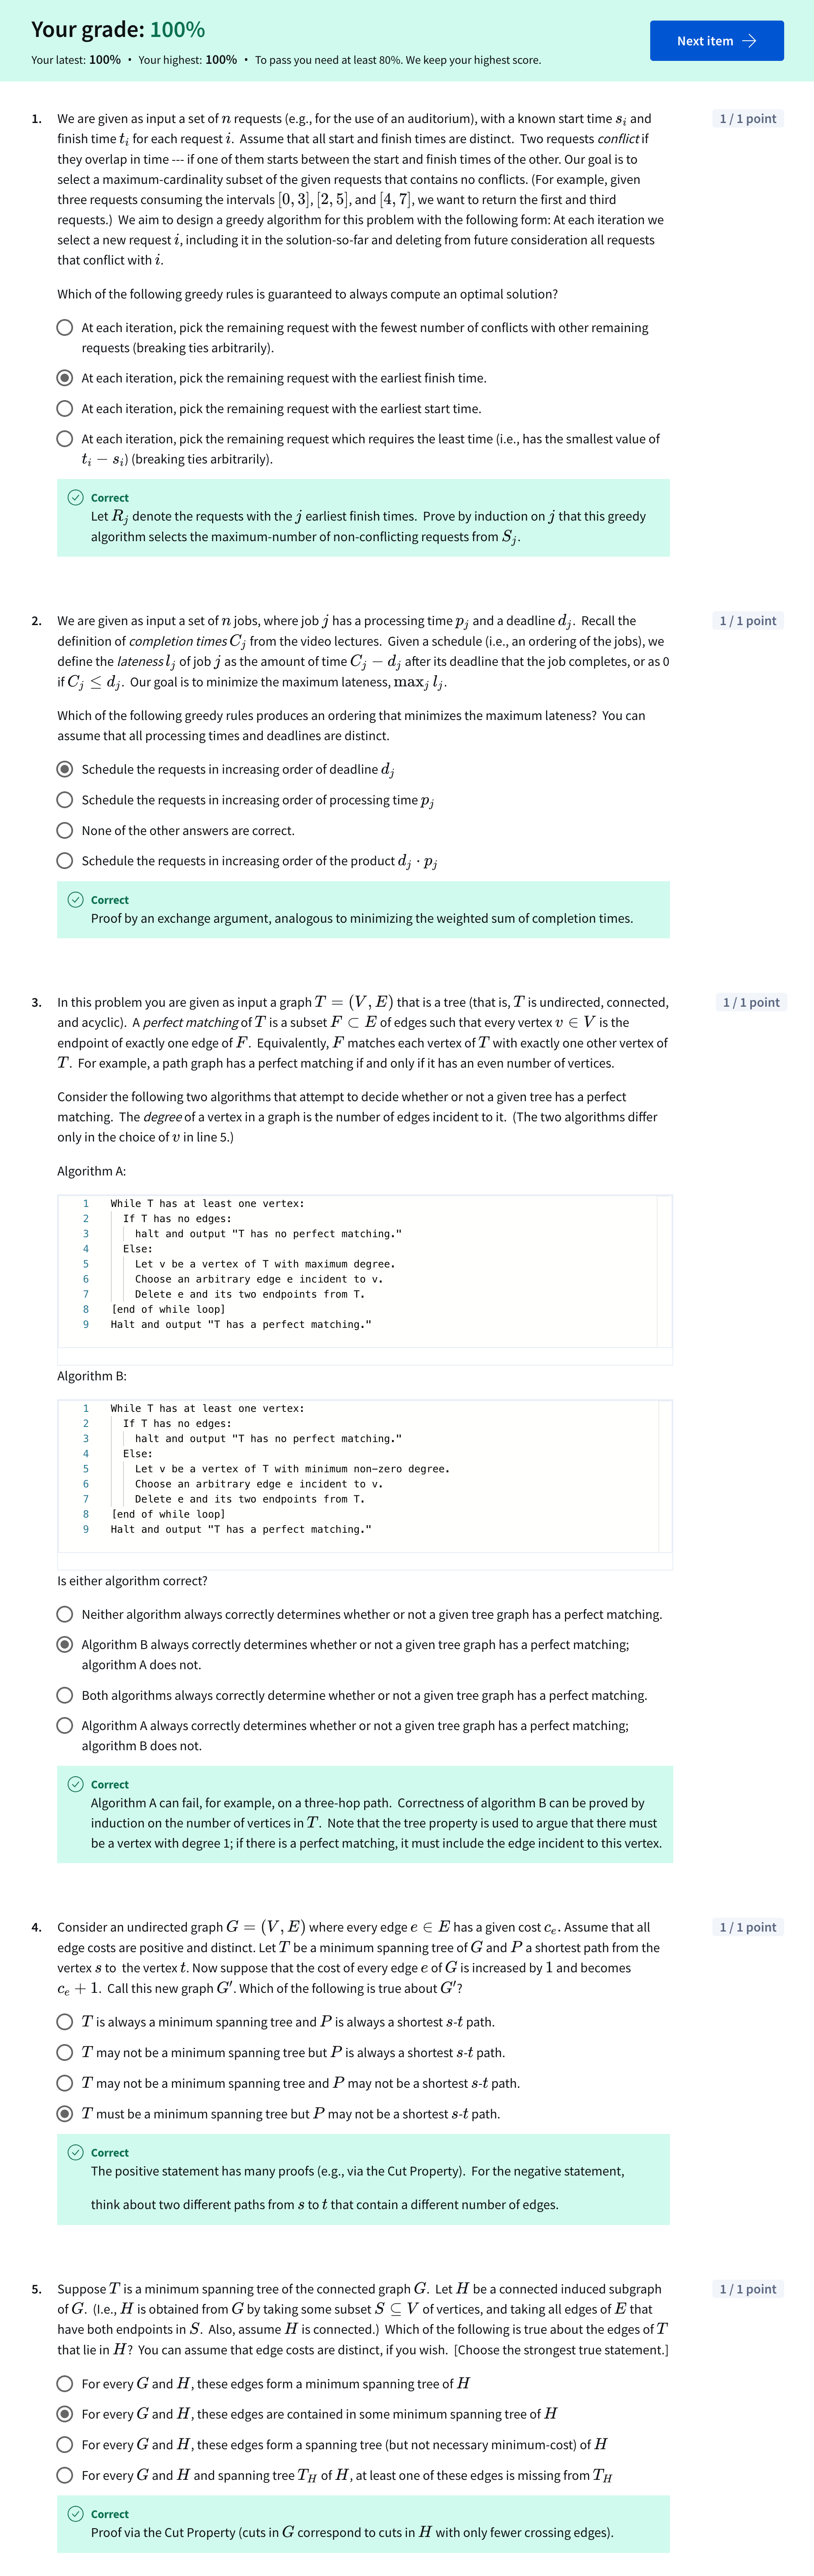 Your grade: 100%
Your latest: 100% • Your highest: 100% • To pass you need at least 80%. We keep your highest score.
Next item →
1. We are given as input a set of n requests (e.g., for the use of an auditorium), with a known start time s_i and
1 / 1 point
finish time t_i for each request i. Assume that all start and finish times are distinct. Two requests conflict if
they overlap in time --- if one of them starts between the start and finish times of the other. Our goal is to
select a maximum-cardinality subset of the given requests that contains no conflicts. (For example, given
three requests consuming the intervals [0, 3], [2, 5], and [4, 7], we want to return the first and third
requests.) We aim to design a greedy algorithm for this problem with the following form: At each iteration we
select a new request i, including it in the solution-so-far and deleting from future consideration all requests
that conflict with i.
Which of the following greedy rules is guaranteed to always compute an optimal solution?
At each iteration, pick the remaining request with the fewest number of conflicts with other remaining
requests (breaking ties arbitrarily).
At each iteration, pick the remaining request with the earliest finish time.
At each iteration, pick the remaining request with the earliest start time.
At each iteration, pick the remaining request which requires the least time (i.e., has the smallest value of
t_i − s_i) (breaking ties arbitrarily).
Correct
Let R_j denote the requests with the j earliest finish times. Prove by induction on j that this greedy
algorithm selects the maximum-number of non-conflicting requests from S_j.
2. We are given as input a set of n jobs, where job j has a processing time p_j and a deadline d_j. Recall the
1 / 1 point
definition of completion times C_j from the video lectures. Given a schedule (i.e., an ordering of the jobs), we
define the lateness l_j of job j as the amount of time C_j − d_j after its deadline that the job completes, or as 0
if C_j ≤ d_j. Our goal is to minimize the maximum lateness, max_j l_j.
Which of the following greedy rules produces an ordering that minimizes the maximum lateness? You can
assume that all processing times and deadlines are distinct.
Schedule the requests in increasing order of deadline d_j
Schedule the requests in increasing order of processing time p_j
None of the other answers are correct.
Schedule the requests in increasing order of the product d_j · p_j
Correct
Proof by an exchange argument, analogous to minimizing the weighted sum of completion times.
3. In this problem you are given as input a graph T = (V, E) that is a tree (that is, T is undirected, connected,
1 / 1 point
and acyclic). A perfect matching of T is a subset F ⊂ E of edges such that every vertex v ∈ V is the
endpoint of exactly one edge of F. Equivalently, F matches each vertex of T with exactly one other vertex of
T. For example, a path graph has a perfect matching if and only if it has an even number of vertices.
Consider the following two algorithms that attempt to decide whether or not a given tree has a perfect
matching. The degree of a vertex in a graph is the number of edges incident to it. (The two algorithms differ
only in the choice of v in line 5.)
Algorithm A:
1 While T has at least one vertex:
2 If T has no edges:
3 halt and output "T has no perfect matching."
4 Else:
5 Let v be a vertex of T with maximum degree.
6 Choose an arbitrary edge e incident to v.
7 Delete e and its two endpoints from T.
8 [end of while loop]
9 Halt and output "T has a perfect matching."
Algorithm B:
1 While T has at least one vertex:
2 If T has no edges:
3 halt and output "T has no perfect matching."
4 Else:
5 Let v be a vertex of T with minimum non-zero degree.
6 Choose an arbitrary edge e incident to v.
7 Delete e and its two endpoints from T.
8 [end of while loop]
9 Halt and output "T has a perfect matching."
Is either algorithm correct?
Neither algorithm always correctly determines whether or not a given tree graph has a perfect matching.
Algorithm B always correctly determines whether or not a given tree graph has a perfect matching;
algorithm A does not.
Both algorithms always correctly determine whether or not a given tree graph has a perfect matching.
Algorithm A always correctly determines whether or not a given tree graph has a perfect matching;
algorithm B does not.
Correct
Algorithm A can fail, for example, on a three-hop path. Correctness of algorithm B can be proved by
induction on the number of vertices in T. Note that the tree property is used to argue that there must
be a vertex with degree 1; if there is a perfect matching, it must include the edge incident to this vertex.
4. Consider an undirected graph G = (V, E) where every edge e ∈ E has a given cost c_e. Assume that all
1 / 1 point
edge costs are positive and distinct. Let T be a minimum spanning tree of G and P a shortest path from the
vertex s to the vertex t. Now suppose that the cost of every edge e of G is increased by 1 and becomes
c_e + 1. Call this new graph G′. Which of the following is true about G′?
T is always a minimum spanning tree and P is always a shortest s-t path.
T may not be a minimum spanning tree but P is always a shortest s-t path.
T may not be a minimum spanning tree and P may not be a shortest s-t path.
T must be a minimum spanning tree but P may not be a shortest s-t path.
Correct
The positive statement has many proofs (e.g., via the Cut Property). For the negative statement,
think about two different paths from s to t that contain a different number of edges.
5. Suppose T is a minimum spanning tree of the connected graph G. Let H be a connected induced subgraph
1 / 1 point
of G. (I.e., H is obtained from G by taking some subset S ⊆ V of vertices, and taking all edges of E that
have both endpoints in S. Also, assume H is connected.) Which of the following is true about the edges of T
that lie in H? You can assume that edge costs are distinct, if you wish. [Choose the strongest true statement.]
For every G and H, these edges form a minimum spanning tree of H
For every G and H, these edges are contained in some minimum spanning tree of H
For every G and H, these edges form a spanning tree (but not necessary minimum-cost) of H
For every G and H and spanning tree T_H of H, at least one of these edges is missing from T_H
Correct
Proof via the Cut Property (cuts in G correspond to cuts in H with only fewer crossing edges).